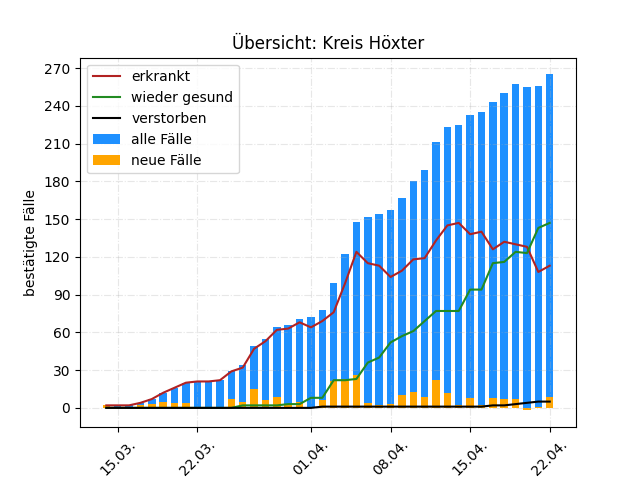 Übersicht: Kreis Höxter
bestätigte Fälle
270
240
210
180
150
120
90
60
30
0
erkrankt
wieder gesund
verstorben
alle Fälle
neue Fälle
15.03.
22.03.
01.04.
08.04.
15.04.
22.04.